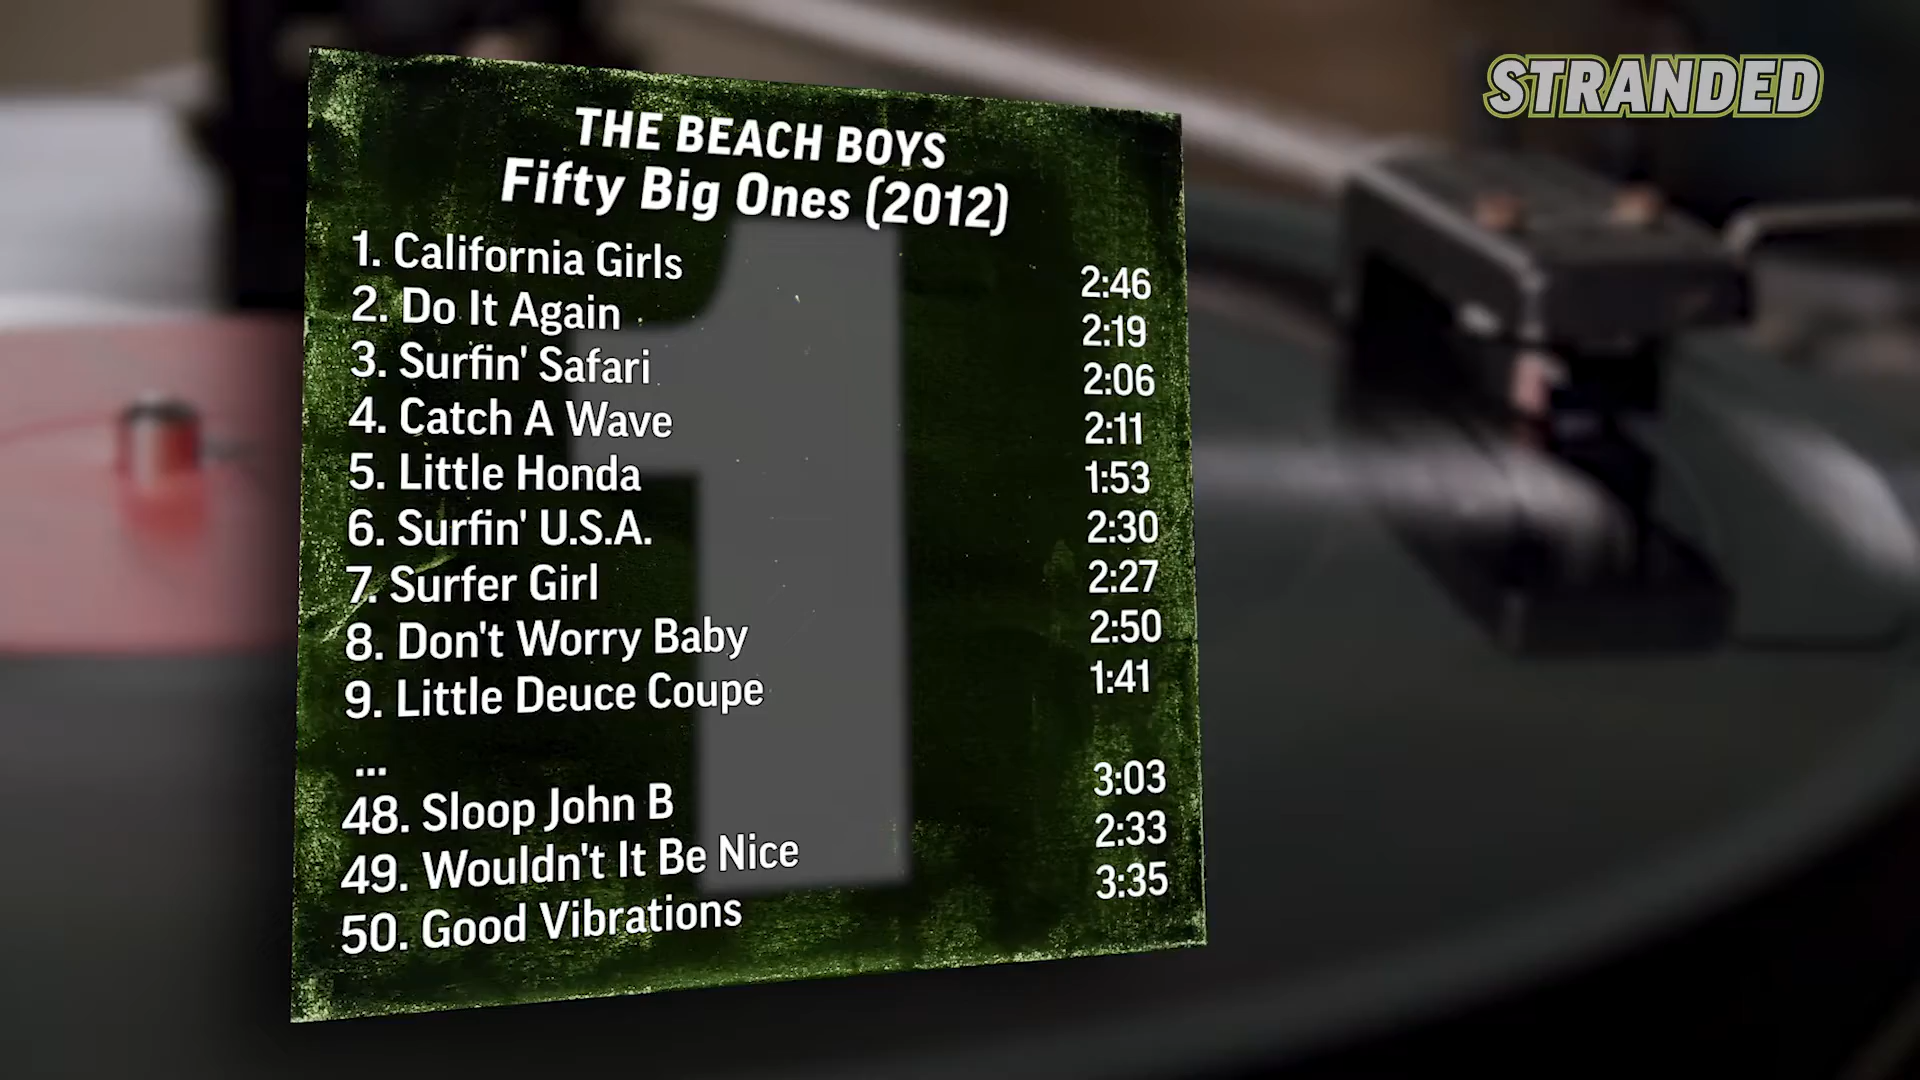 STRANDED
THE BEACH BOYS
Fifty Big Ones (2012)
1. California Girls 2:46
2. Do It Again 2:19
3. Surfin' Safari 2:06
4. Catch A Wave 2:11
5. Little Honda 1:53
6. Surfin' U.S.A. 2:30
7. Surfer Girl 2:27
8. Don't Worry Baby 2:50
9. Little Deuce Coupe 1:41
...
48. Sloop John B 3:03
49. Wouldn't It Be Nice 2:33
50. Good Vibrations 3:35
1